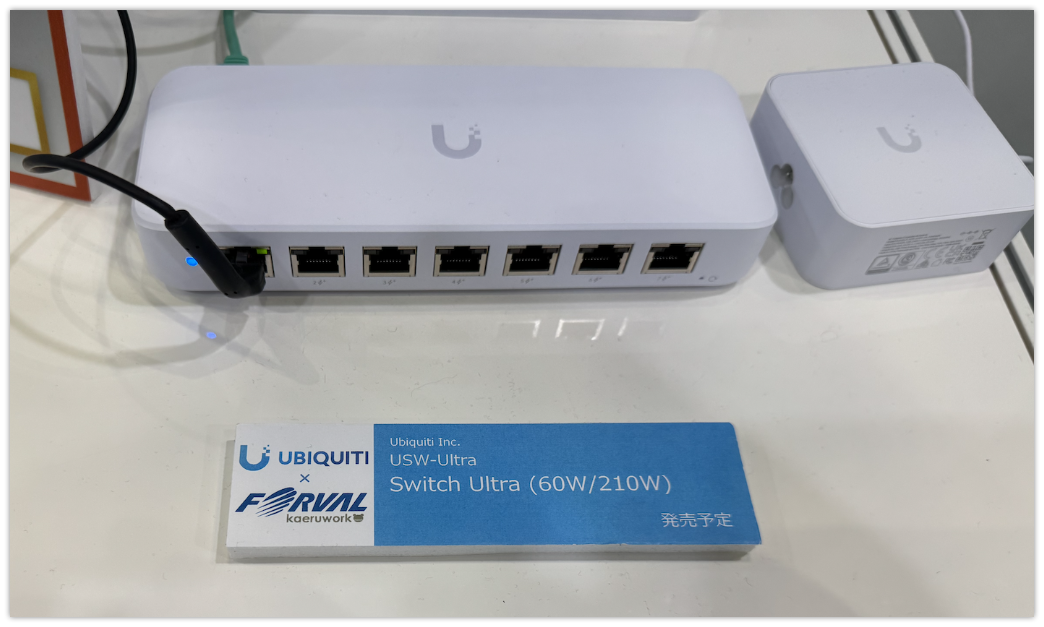 UBIQUITI
×
FORVAL
kaeruwork
Ubiquiti Inc.
USW-Ultra
Switch Ultra (60W/210W)
発売予定